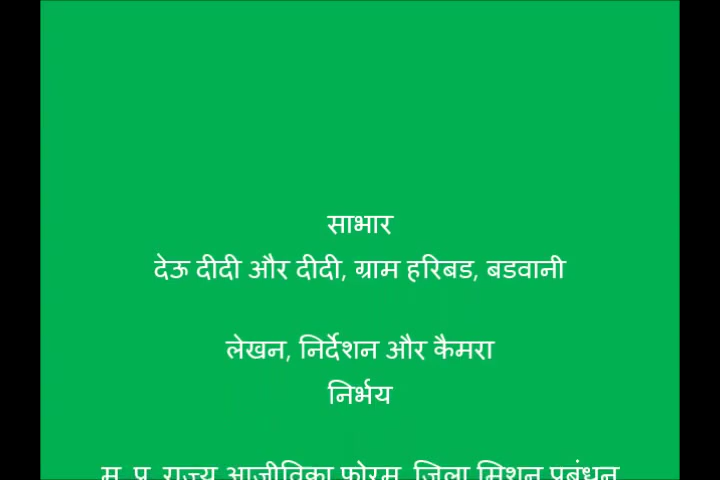 साभार
देऊ दीदी और दीदी, ग्राम हरिबड, बडवानी
लेखन, निर्देशन और कैमरा
निर्भय
म. प्र. राज्य आजीविका फोरम, जिला मिशन प्रबंधन